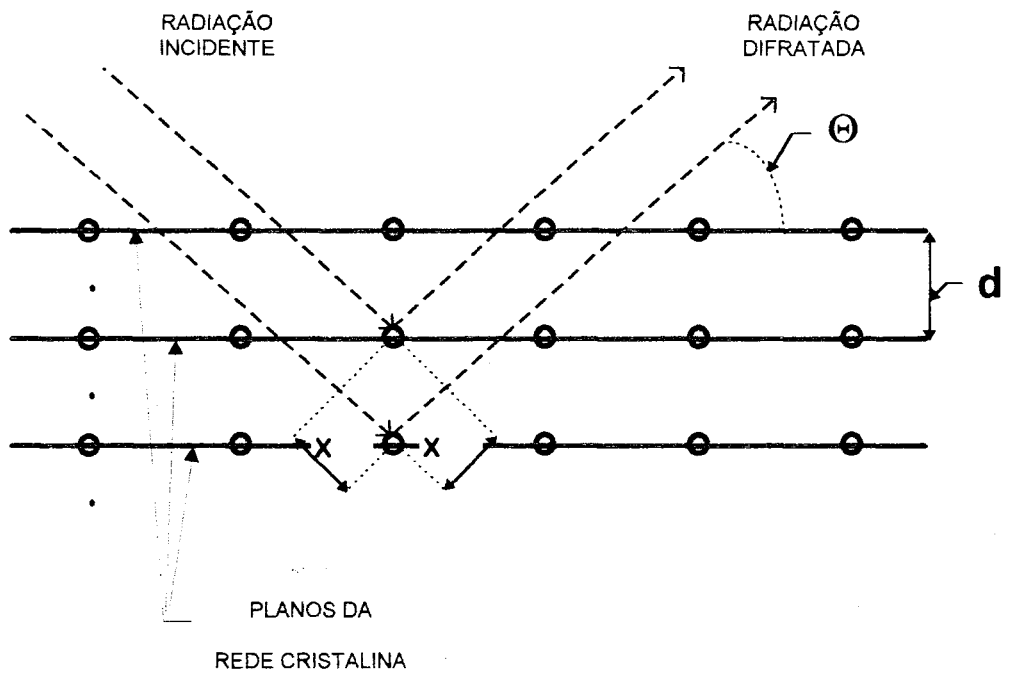 RADIAÇÃO
INCIDENTE
RADIAÇÃO
DIFRATADA
Θ
d
X
X
PLANOS DA
REDE CRISTALINA